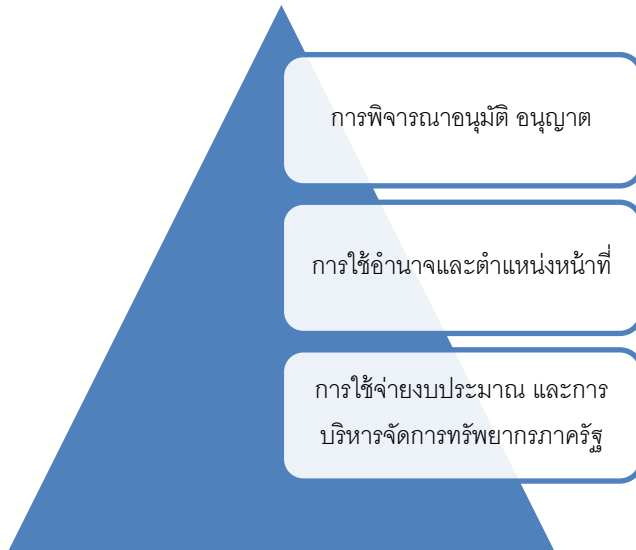 การพิจารณาอนุมัติ อนุญาต
การใช้อำนาจและตำแหน่งหน้าที่
การใช้จ่ายงบประมาณ และการ
บริหารจัดการทรัพยากรภาครัฐ